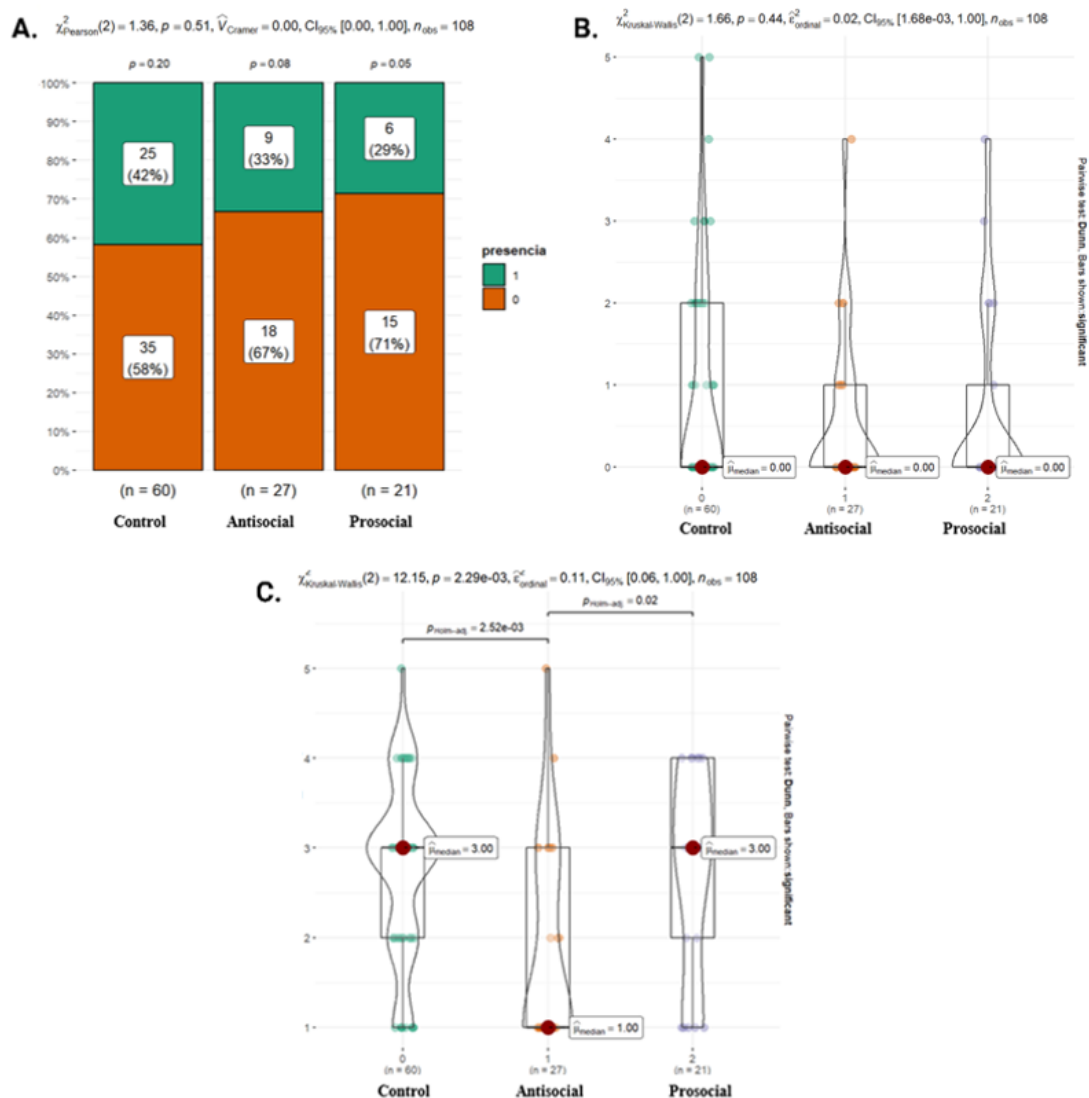 A.
χ²Pearson(2) = 1.36, p = 0.51, V̂Cramer = 0.00, CI95% [0.00, 1.00], nobs = 108
p = 0.20 p = 0.08 p = 0.05
100%
90%
80%
70%
60%
50%
40%
30%
20%
10%
0%
25
(42%)
9
(33%)
6
(29%)
35
(58%)
18
(67%)
15
(71%)
presencia
1
0
(n = 60) (n = 27) (n = 21)
Control Antisocial Prosocial
B.
χ²Kruskal-Wallis(2) = 1.66, p = 0.44, ε̂²ordinal = 0.02, CI95% [1.68e-03, 1.00], nobs = 108
5
4
3
2
1
0
μ̂median = 0.00 μ̂median = 0.00 μ̂median = 0.00
Pairwise test: Dunn, Bars shown: significant
0 1 2
(n = 60) (n = 27) (n = 21)
Control Antisocial Prosocial
C.
χ²Kruskal-Wallis(2) = 12.15, p = 2.29e-03, ε̂²ordinal = 0.11, CI95% [0.06, 1.00], nobs = 108
pHolm-adj. = 0.02
pHolm-adj. = 2.52e-03
5
4
3
2
1
μ̂median = 3.00 μ̂median = 3.00
μ̂median = 1.00
Pairwise test: Dunn, Bars shown: significant
0 1 2
(n = 60) (n = 27) (n = 21)
Control Antisocial Prosocial